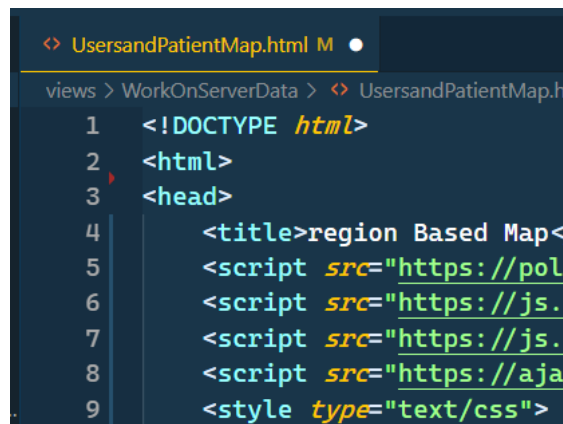 <> UsersandPatientMap.html M ●
views > WorkOnServerData > <> UsersandPatientMap.h
1 <!DOCTYPE html>
2 <html>
3 <head>
4 <title>region Based Map<
5 <script src="https://pol
6 <script src="https://js.
7 <script src="https://aja
8 <script src="https://aja
9 <style type="text/css">